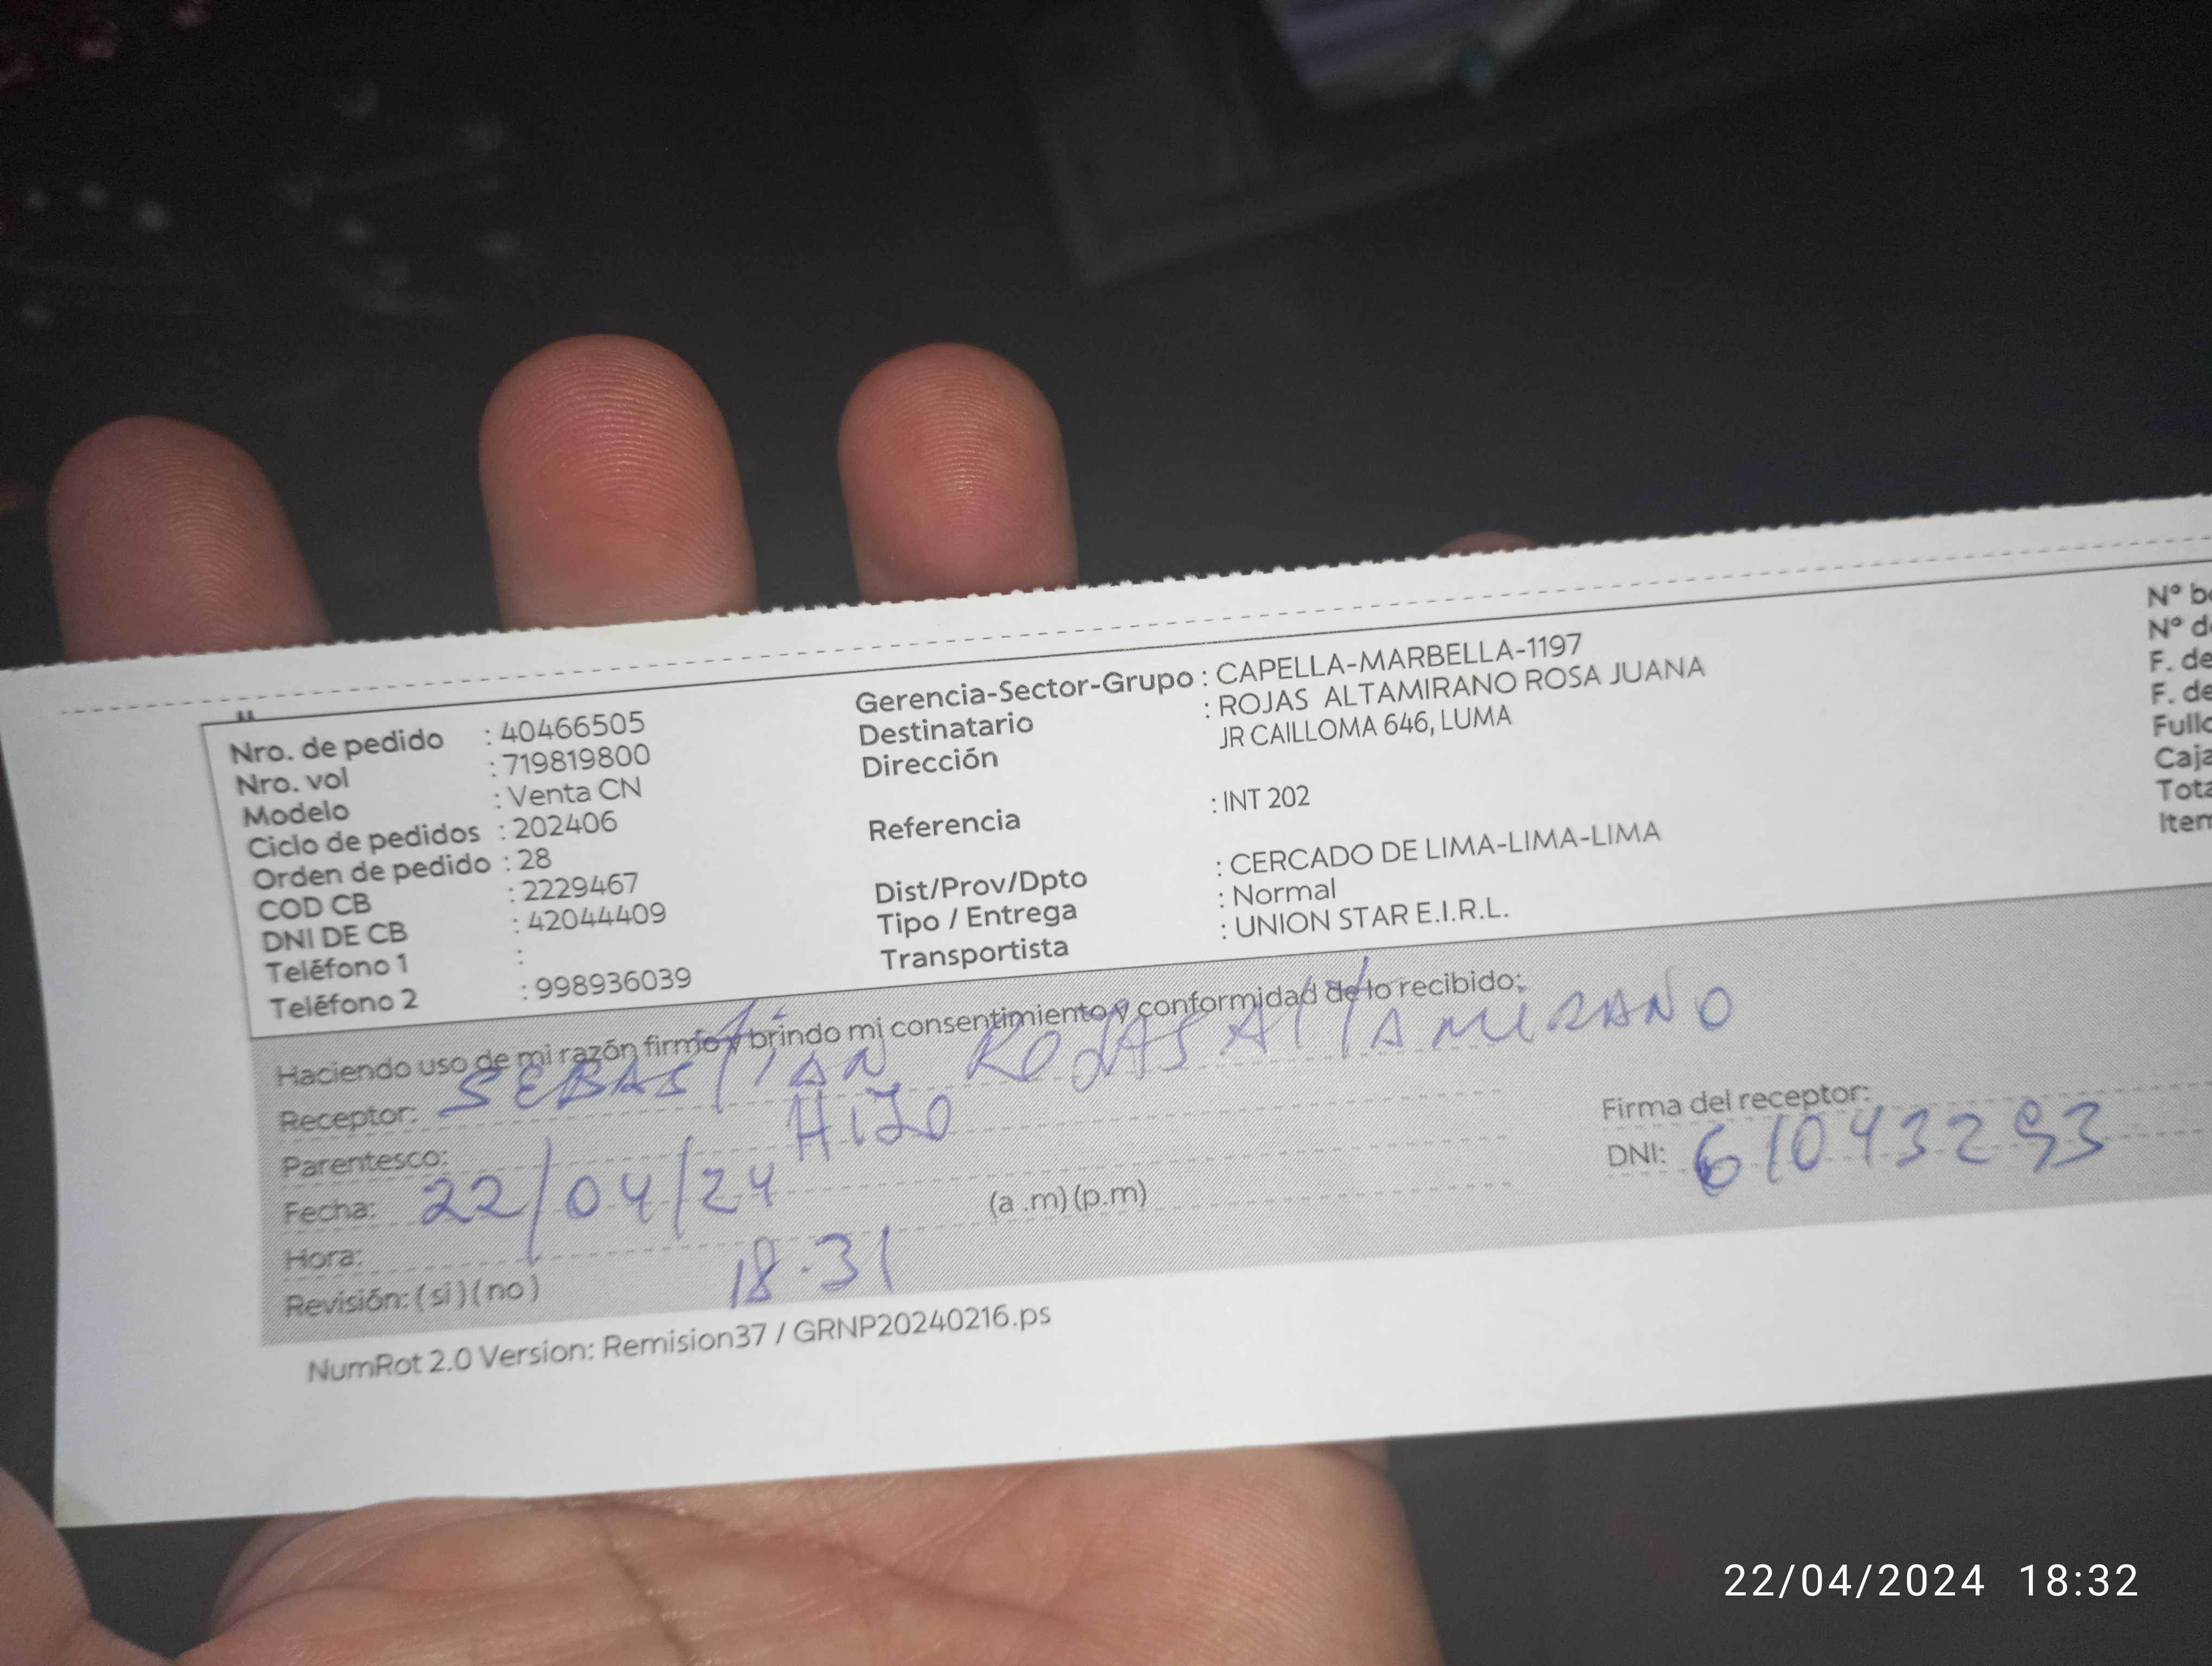 Nro. de pedido : 40466505
Nro. vol : 719819800
Modelo : Venta CN
Ciclo de pedidos : 202406
Orden de pedido : 28
COD CB : 2229467
DNI DE CB : 42044409
Teléfono 1 :
Teléfono 2 : 998936039
Gerencia-Sector-Grupo : CAPELLA-MARBELLA-1197
Destinatario : ROJAS ALTAMIRANO ROSA JUANA
Dirección JR CAILLOMA 646, LUMA
Referencia : INT 202
Dist/Prov/Dpto : CERCADO DE LIMA-LIMA-LIMA
Tipo / Entrega : Normal
Transportista : UNION STAR E.I.R.L.
N° b
N° d
F. de
F. de
Full
Caja
Tota
Item
Haciendo uso de mi razón firmo y brindo mi consentimiento y conformidad de lo recibido:
Receptor: SEBASTIAN ROJAS ALTAMIRANO
Parentesco: HIJO
Fecha: 22/04/24
Hora: 18:31 (a .m) (p.m)
Revisión: ( si ) ( no )
Firma del receptor:
DNI: 61043293
NumRot 2.0 Version: Remision37 / GRNP20240216.ps
22/04/2024 18:32